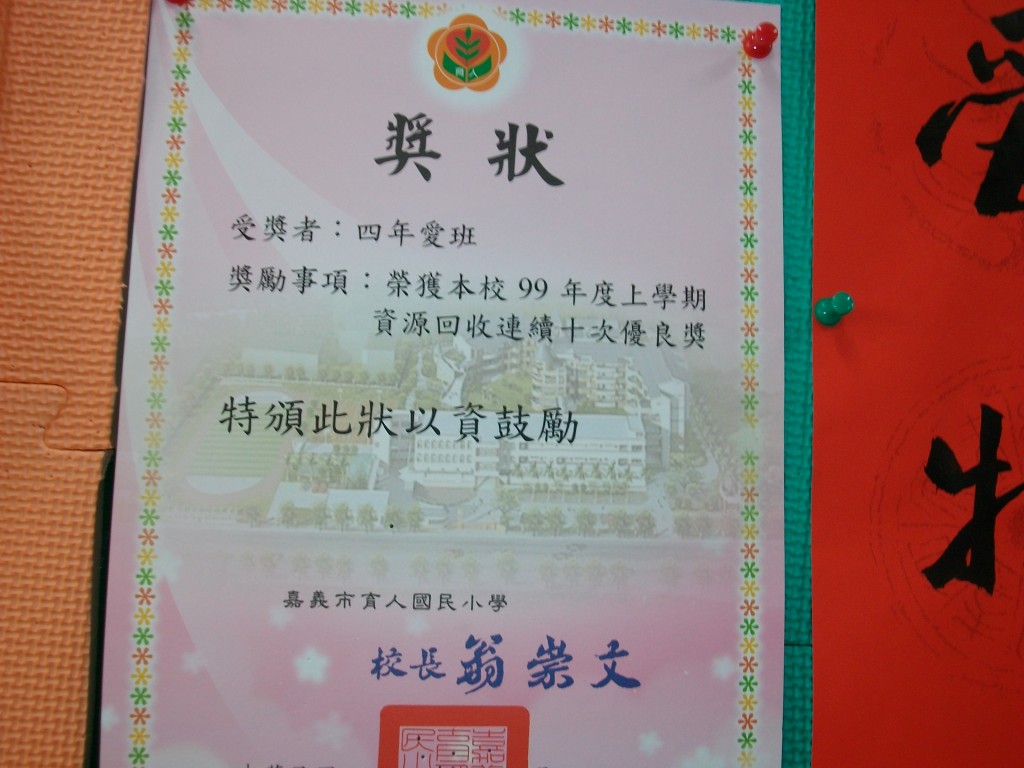 育人
獎狀
受獎者：四年愛班
獎勵事項：榮獲本校 99 年度上學期
資源回收連續十次優良獎
特頒此狀以資鼓勵
嘉義市育人國民小學
校長 翁崇文